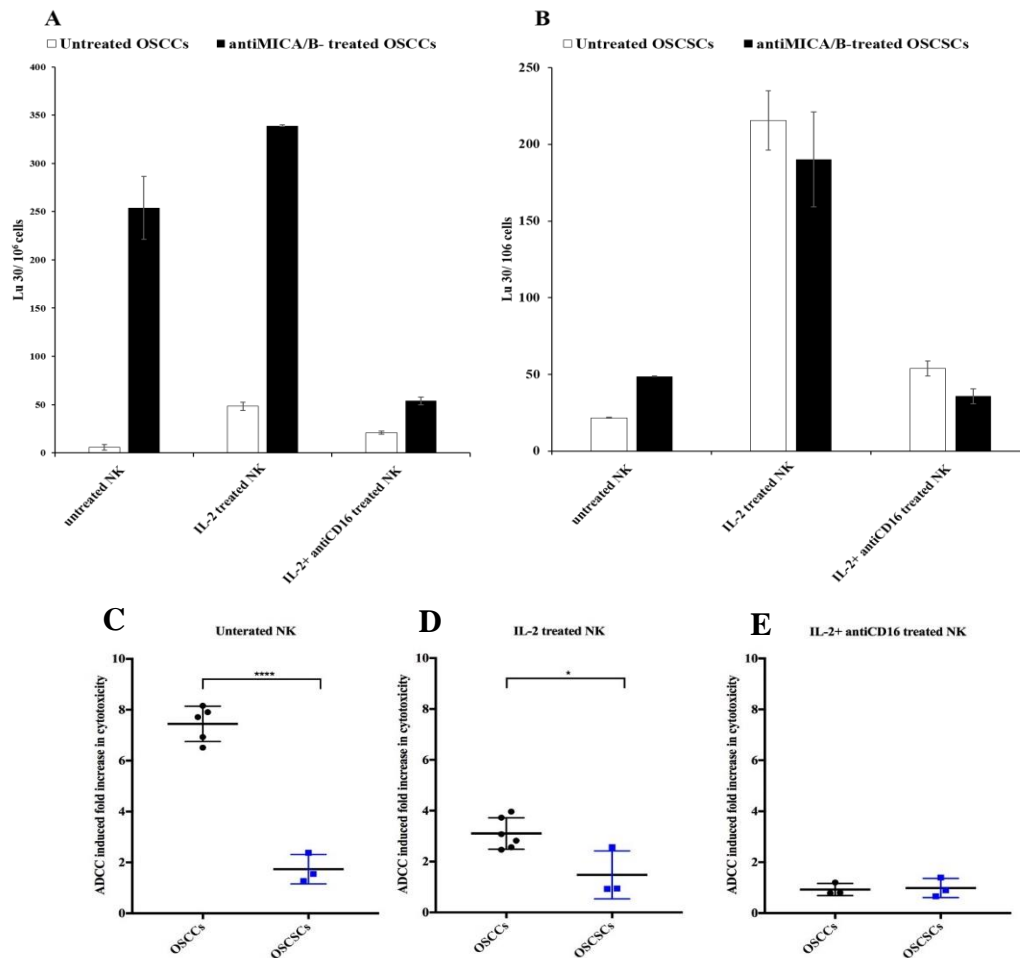 A
□Untreated OSCCs ■antiMICA/B- treated OSCCs
400
350
300
250
200
150
100
50
0
Lu 30/ 10⁶ cells
untreated NK
IL-2 treated NK
IL-2+ antiCD16 treated NK
B
□Untreated OSCSCs ■antiMICA/B-treated OSCSCs
250
200
150
100
50
0
Lu 30/ 106 cells
untreated NK
IL-2 treated NK
IL-2+ antiCD16 treated NK
C
Unterated NK
ADCC induced fold increase in cytotoxicity
10
8
6
4
2
0
****
OSCCs
OSCSCs
D
IL-2 treated NK
ADCC induced fold increase in cytotoxicity
10
8
6
4
2
0
*
OSCCs
OSCSCs
E
IL-2+ antiCD16 treated NK
ADCC induced fold increase in cytotoxicity
10
8
6
4
2
0
OSCCs
OSCSCs